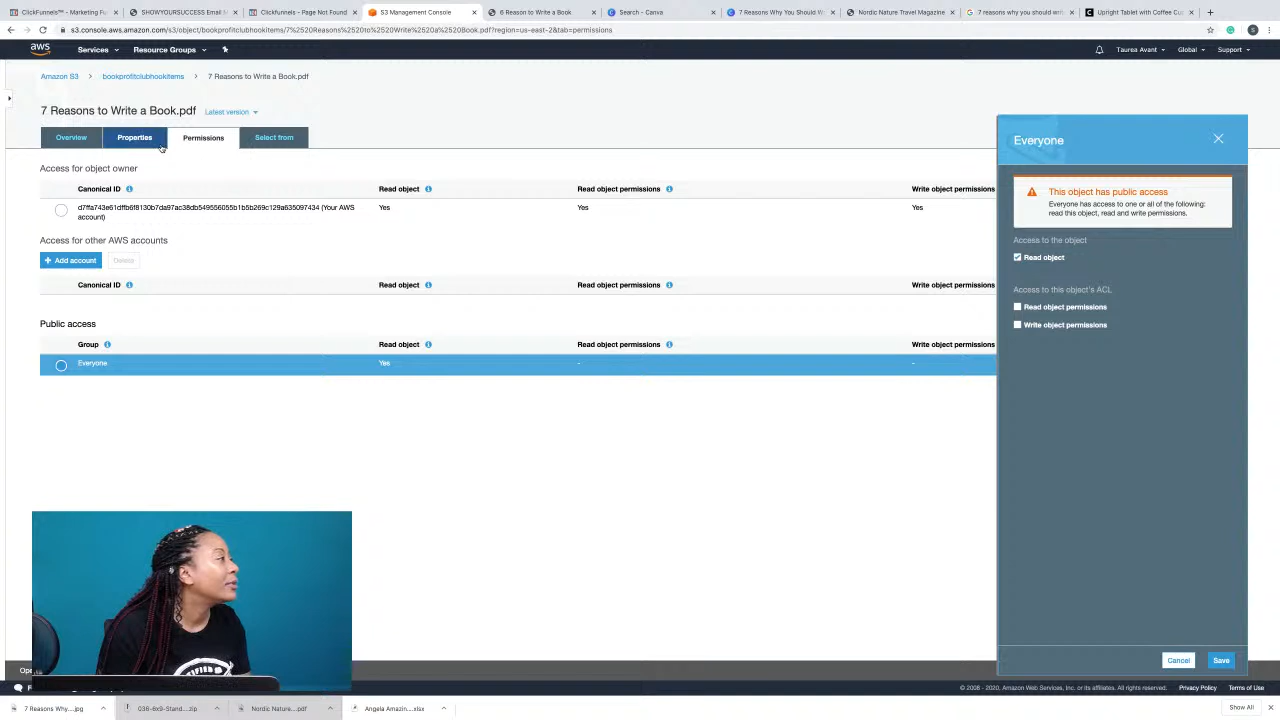 ClickFunnels™ - Marketing Fu
SHOWYOURSUCCESS Email M
Clickfunnels - Page Not Found
S3 Management Console
6 Reason to Write a Book
Search - Canva
7 Reasons Why You Should W
Nordic Nature Travel Magazine
7 reasons why you should writ
Upright Tablet with Coffee Cu
s3.console.aws.amazon.com/s3/object/bookprofitclubhookitems/7%2520Reasons%2520to%2520Write%2520a%2520Book.pdf?region=us-east-2&tab=permissions
aws
Services
Resource Groups
Taurea Avant
Global
Support
Amazon S3 > bookprofitclubhookitems > 7 Reasons to Write a Book.pdf
7 Reasons to Write a Book.pdf Latest version
Overview
Properties
Permissions
Select from
Access for object owner
Canonical ID Read object Read object permissions Write object permissions
Yes Yes Yes
account)
Access for other AWS accounts
+ Add account Delete
Canonical ID Read object Read object permissions Write object permissions
Public access
Group Read object Read object permissions Write object permissions
Everyone Yes - -
Everyone
This object has public access
Everyone has access to one or all of the following:
read this object, read and write permissions.
Access to the object
Read object
Access to this object's ACL
Read object permissions
Write object permissions
Cancel
Save
Ope
© 2008 - 2020, Amazon Web Services, Inc. or its affiliates. All rights reserved.
Privacy Policy
Terms of Use
7 Reasons Why....jpg
036-6x9-Stand....zip
Nordic Nature....pdf
Angela Amazin....xlsx
Show All